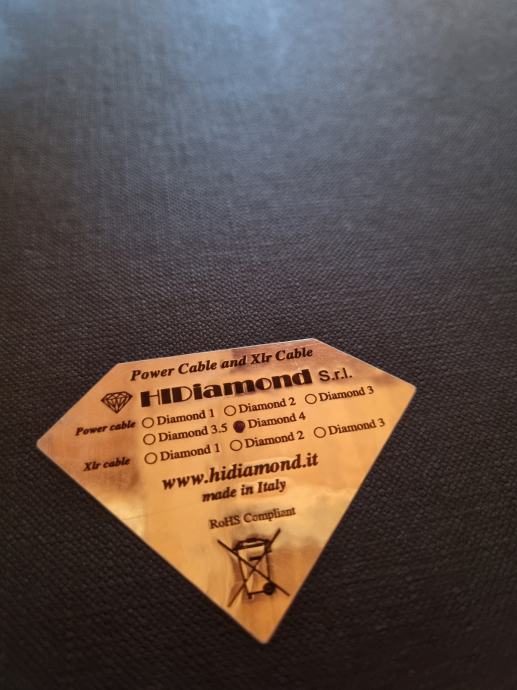 Power Cable and Xlr Cable
HIDiamond S.r.l.
Power cable ○ Diamond 1 ○ Diamond 2 ○ Diamond 3
○ Diamond 3.5 ● Diamond 4
Xlr cable ○ Diamond 1 ○ Diamond 2 ○ Diamond 3
www.hidiamond.it
made in Italy
RoHS Compliant